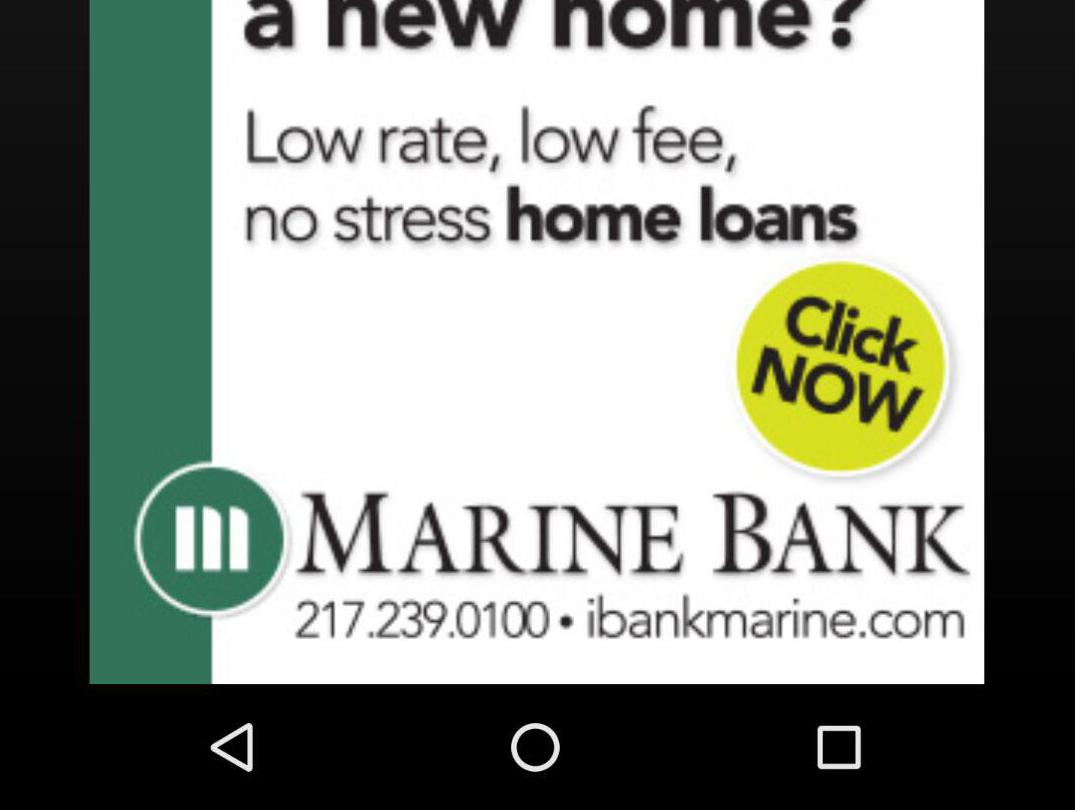 a new home?
Low rate, low fee,
no stress home loans
Click
NOW
m MARINE BANK
217.239.0100 • ibankmarine.com